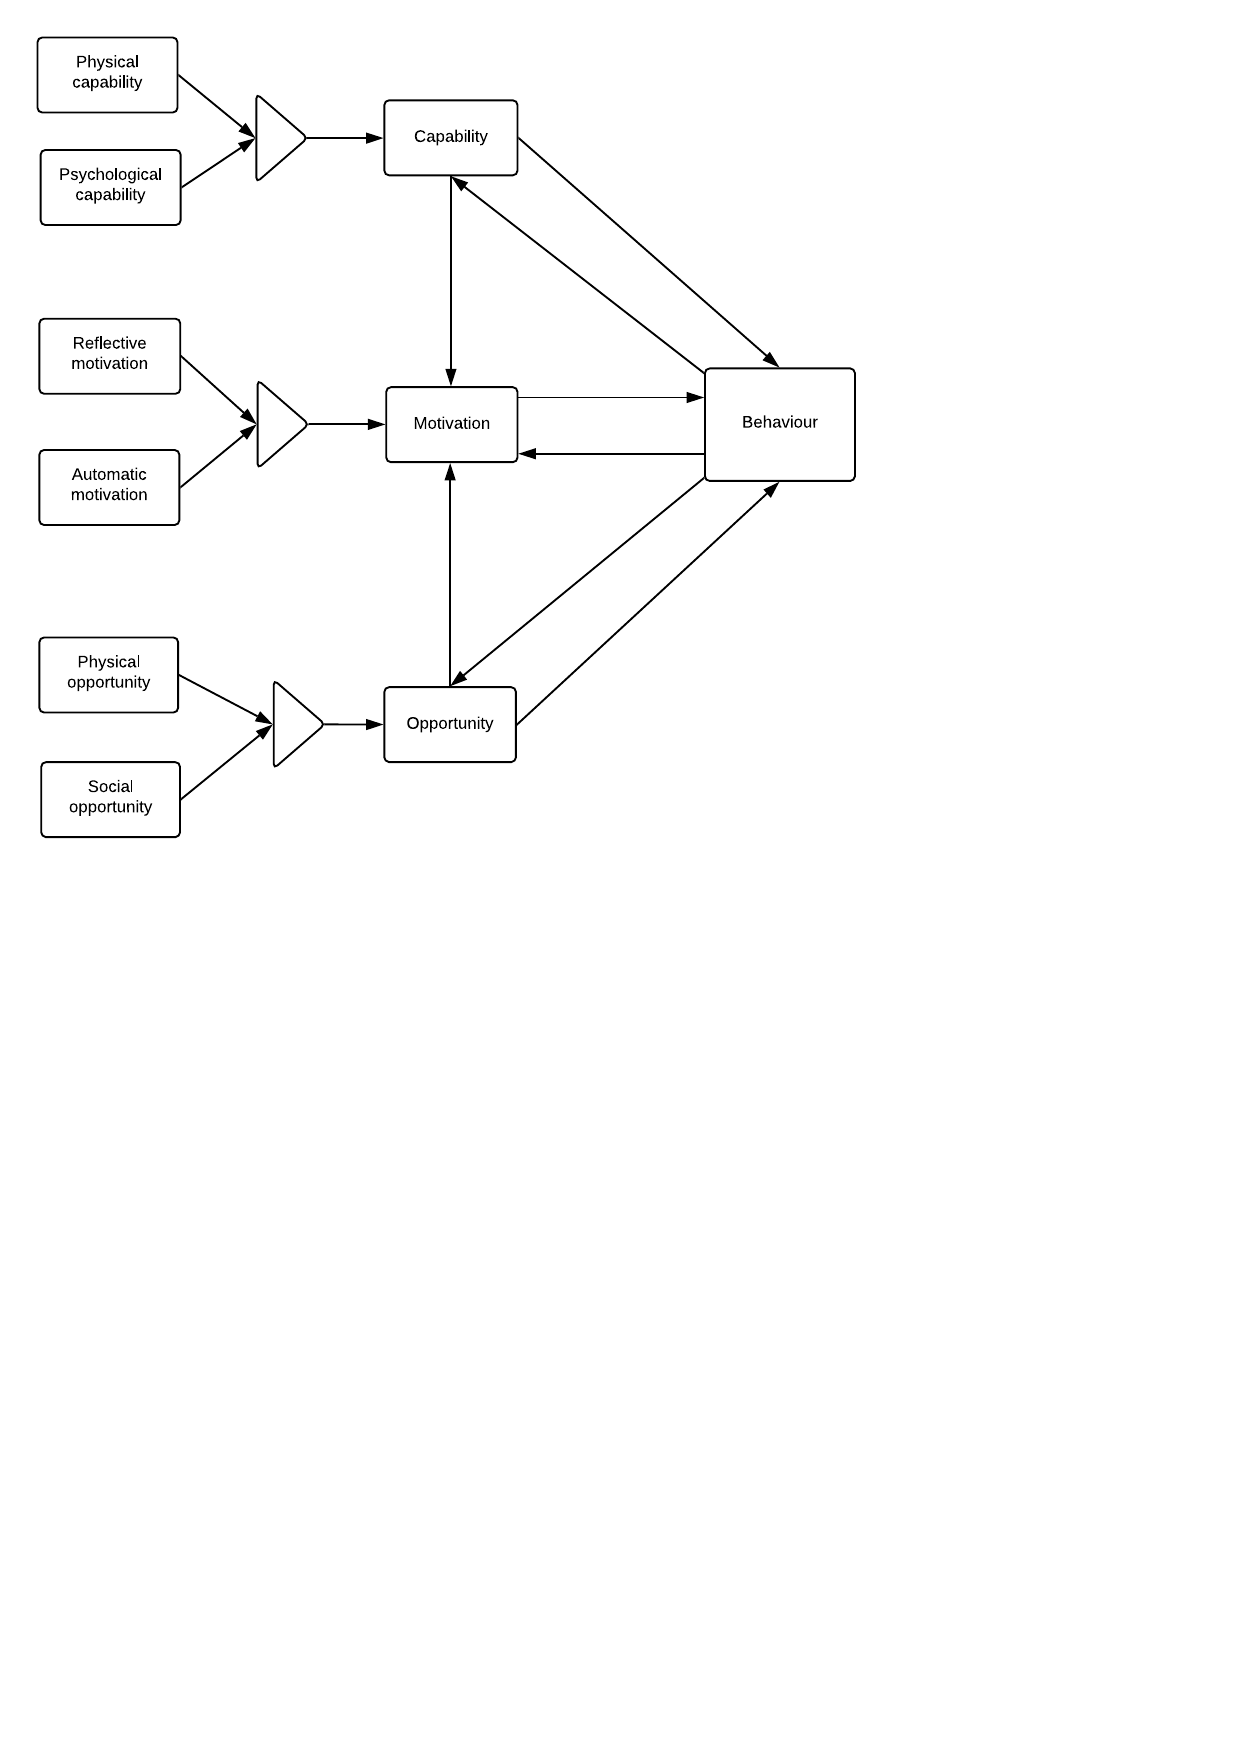 Physical
capability
Psychological
capability
Capability
Reflective
motivation
Automatic
motivation
Motivation
Behaviour
Physical
opportunity
Social
opportunity
Opportunity